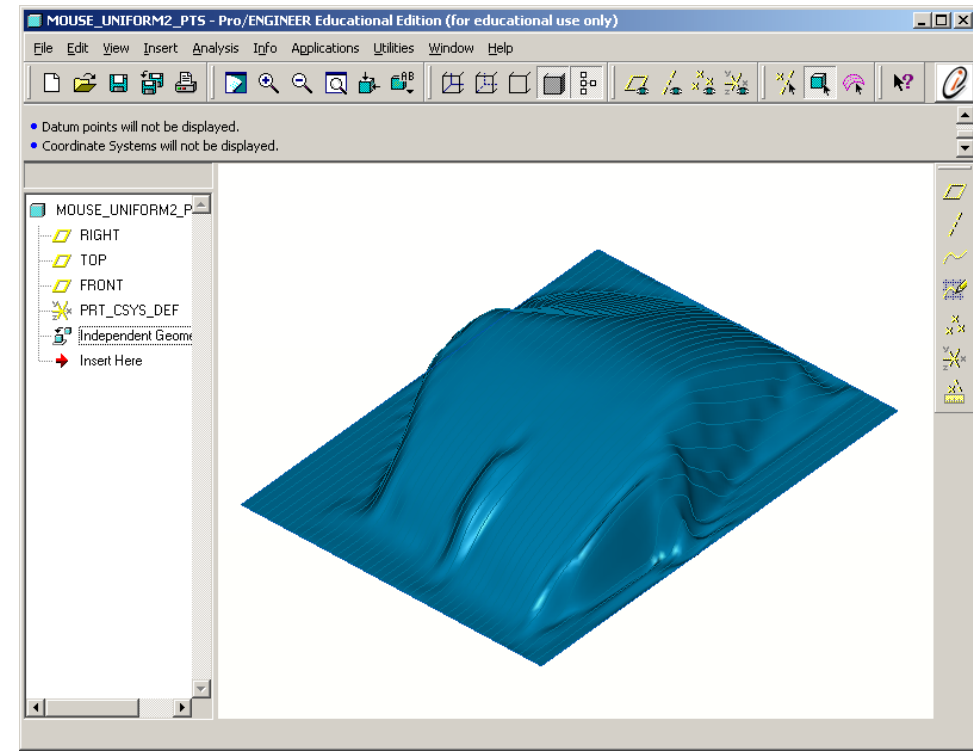 MOUSE_UNIFORM2_PTS - Pro/ENGINEER Educational Edition (for educational use only)
File Edit View Insert Analysis Info Applications Utilities Window Help
Datum points will not be displayed.
Coordinate Systems will not be displayed.
MOUSE_UNIFORM2_P
RIGHT
TOP
FRONT
PRT_CSYS_DEF
Independent Geome
Insert Here